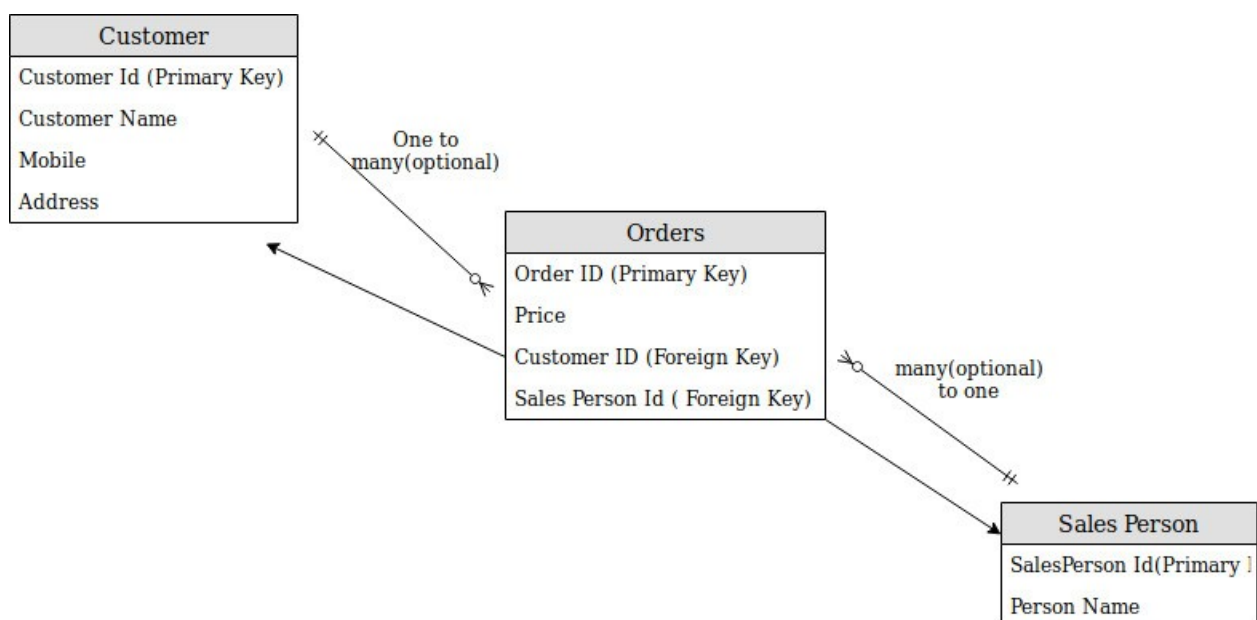 Customer
Customer Id (Primary Key)
Customer Name
Mobile
Address
One to
many(optional)
Orders
Order ID (Primary Key)
Price
Customer ID (Foreign Key)
Sales Person Id ( Foreign Key)
many(optional)
to one
Sales Person
SalesPerson Id(Primary
Person Name